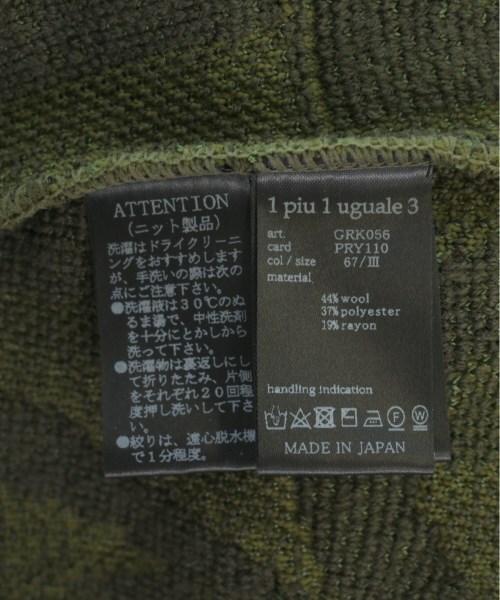 ATTENTION
(ニット製品)
洗濯はドライクリーニ
ングをおすすめします
が、手洗いの際は次の
点にご注意下さい。
●洗濯液は30℃のぬ
るま湯で、中性洗剤
を十分にとかしから
洗って下さい。
●洗濯物は裏返しにし
て折りたたみ、片側
をそれぞれ20回程
度押し洗いして下さ
い。
●絞りは、遠心脱水機
で1分程度。
1 piu 1 uguale 3
art. GRK056
card PRY110
col / size 67/III
material
44% wool
37% polyester
19% rayon
handling indication
MADE IN JAPAN